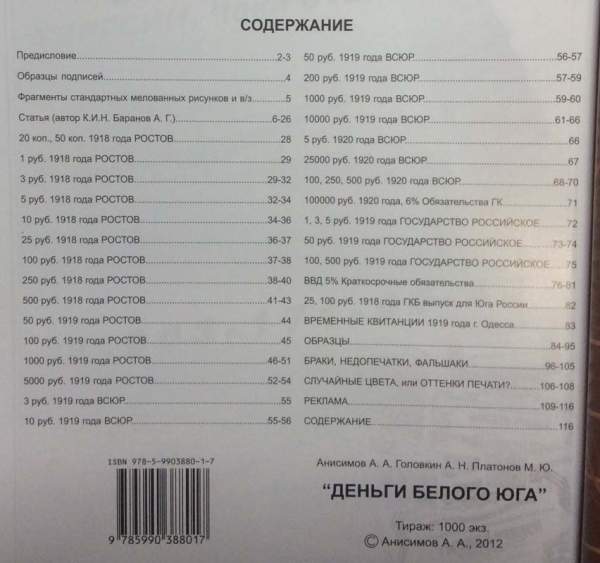 СОДЕРЖАНИЕ
Предисловие 2-3
Образцы подписей 4
Фрагменты стандартных мелованных рисунков и в/з 5
Статья (автор К.И.Н. Баранов А. Г.) 6-26
20 коп., 50 коп. 1918 года РОСТОВ 28
1 руб. 1918 года РОСТОВ 29
3 руб. 1918 года РОСТОВ 29-32
5 руб. 1918 года РОСТОВ 32-34
10 руб. 1918 года РОСТОВ 34-36
25 руб. 1918 года РОСТОВ 36-37
100 руб. 1918 года РОСТОВ 37-38
250 руб. 1918 года РОСТОВ 38-40
500 руб. 1918 года РОСТОВ 41-43
50 руб. 1919 года РОСТОВ 44
100 руб. 1919 года РОСТОВ 45
1000 руб. 1919 года РОСТОВ 46-51
5000 руб. 1919 года РОСТОВ 52-54
3 руб. 1919 года ВСЮР 55
10 руб. 1919 года ВСЮР 55-56
50 руб. 1919 года ВСЮР 56-57
200 руб. 1919 года ВСЮР 57-59
1000 руб. 1919 года ВСЮР 59-60
10000 руб. 1919 года ВСЮР 61-66
5 руб. 1920 года ВСЮР 66
25000 руб. 1920 года ВСЮР 67
100, 250, 500 руб. 1920 года ВСЮР 68-70
100000 руб. 1920 года, 6% Обязательства ГК 71
1, 3, 5 руб. 1919 года ГОСУДАРСТВО РОССИЙСКОЕ 72
50 руб. 1919 года ГОСУДАРСТВО РОССИЙСКОЕ 73-74
100, 500 руб. 1919 года ГОСУДАРСТВО РОССИЙСКОЕ 75
ВВД 5% Краткосрочные обязательства 76-81
25, 100 руб. 1918 года ГКБ выпуск для Юга России 82
ВРЕМЕННЫЕ КВИТАНЦИИ 1919 года г. Одесса 83
ОБРАЗЦЫ 84-95
БРАКИ, НЕДОПЕЧАТКИ, ФАЛЬШАКИ 96-105
СЛУЧАЙНЫЕ ЦВЕТА, или ОТТЕНКИ ПЕЧАТИ? 106-108
РЕКЛАМА 109-116
СОДЕРЖАНИЕ 116
ISBN 978-5-9903880-1-7
9 785990 388017
Анисимов А. А. Головкин А. Н. Платонов М. Ю.
"ДЕНЬГИ БЕЛОГО ЮГА"
Тираж: 1000 экз.
© Анисимов А. А., 2012